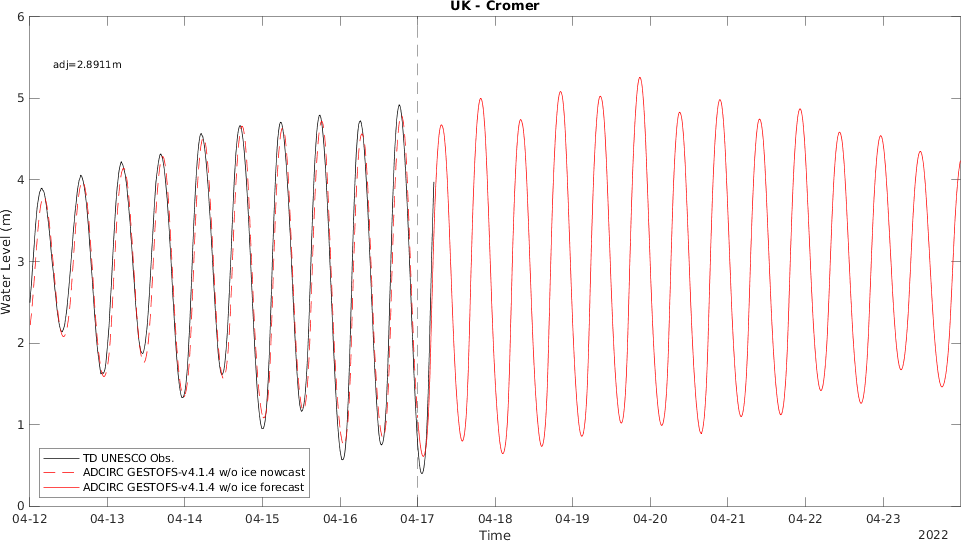 UK - Cromer
adj=2.8911m
6
5
4
3
2
1
0
Water Level (m)
TD UNESCO Obs.
ADCIRC GESTOFS-v4.1.4 w/o ice nowcast
ADCIRC GESTOFS-v4.1.4 w/o ice forecast
04-12 04-13 04-14 04-15 04-16 04-17 04-18 04-19 04-20 04-21 04-22 04-23
Time
2022